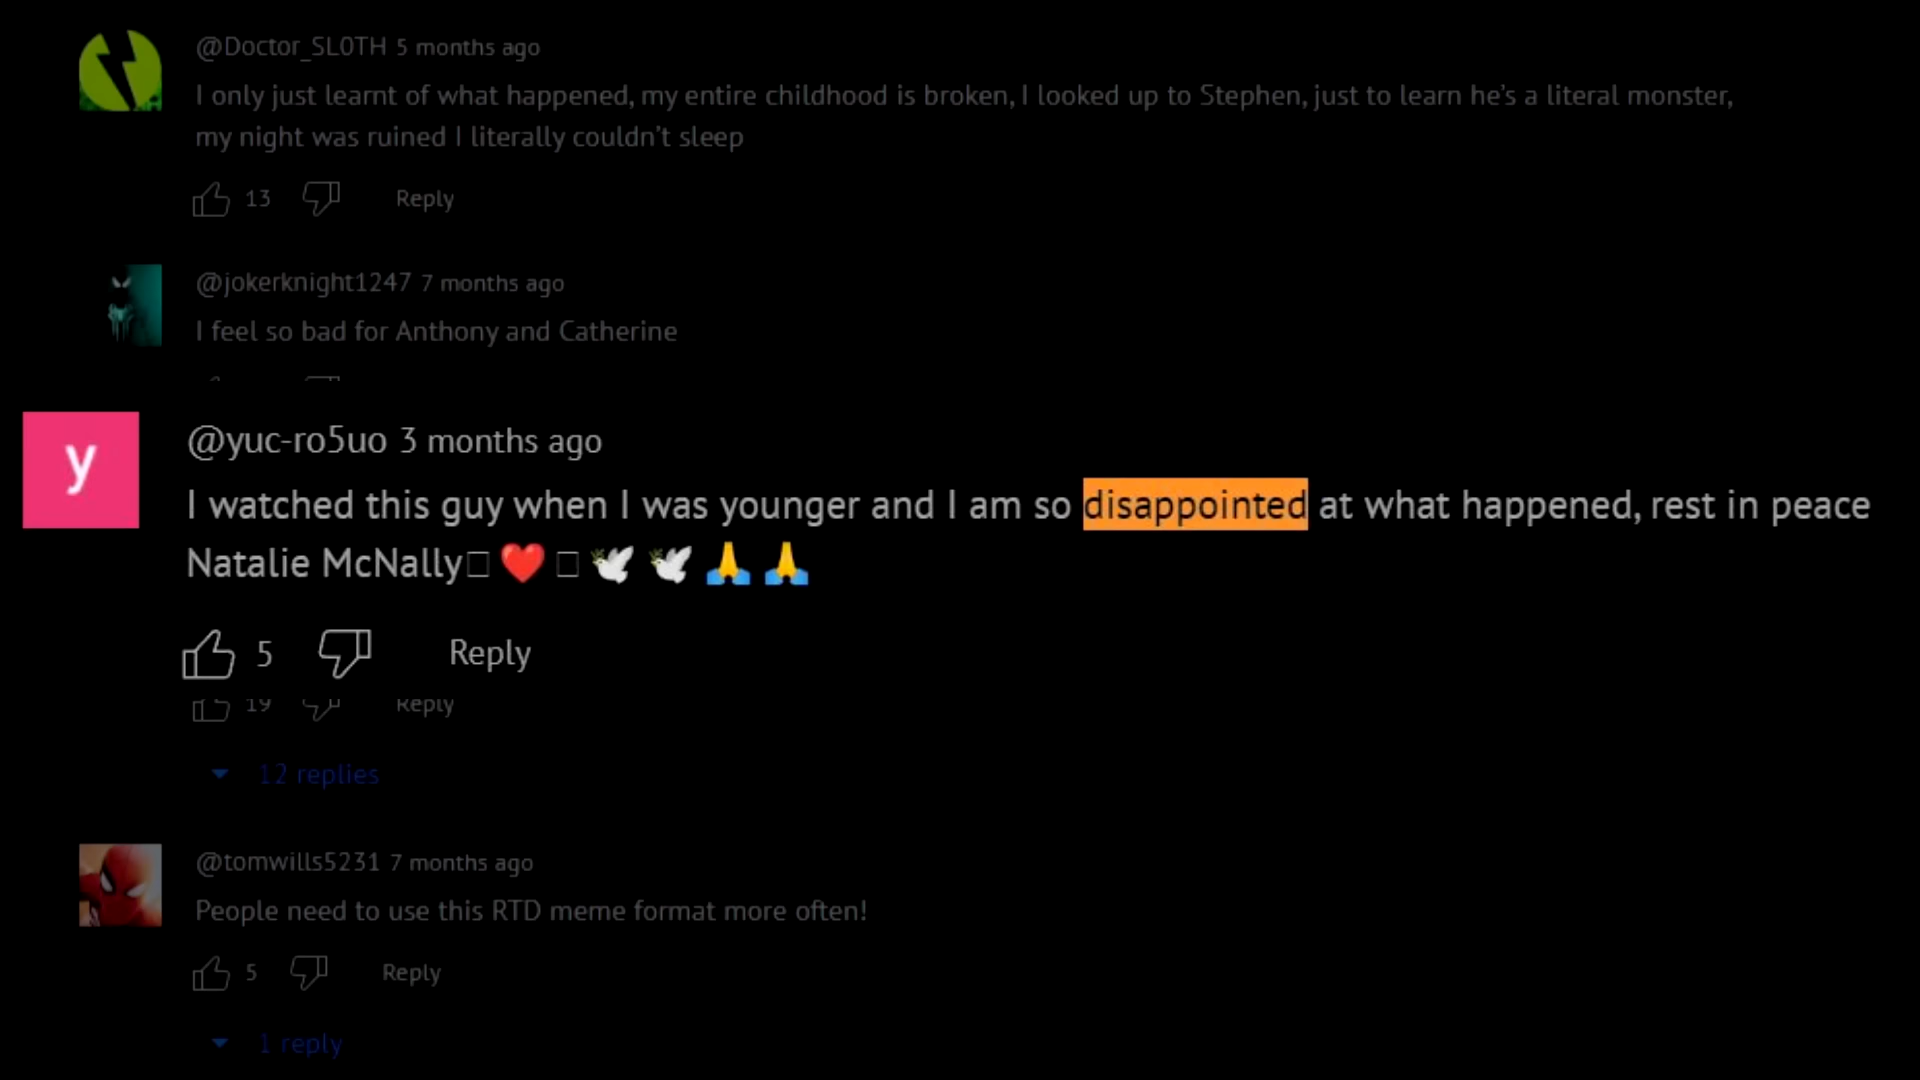 @Doctor_SL0TH 5 months ago
I only just learnt of what happened, my entire childhood is broken, I looked up to Stephen, just to learn he's a literal monster,
my night was ruined I literally couldn't sleep
13 Reply
@jokerknight1247 7 months ago
I feel so bad for Anthony and Catherine
y
@yuc-ro5uo 3 months ago
I watched this guy when I was younger and I am so disappointed at what happened, rest in peace
Natalie McNally□ ❤️ □ 🕊️ 🕊️ 🙏 🙏
5 Reply
19 Reply
12 replies
@tomwills5231 7 months ago
People need to use this RTD meme format more often!
5 Reply
1 reply